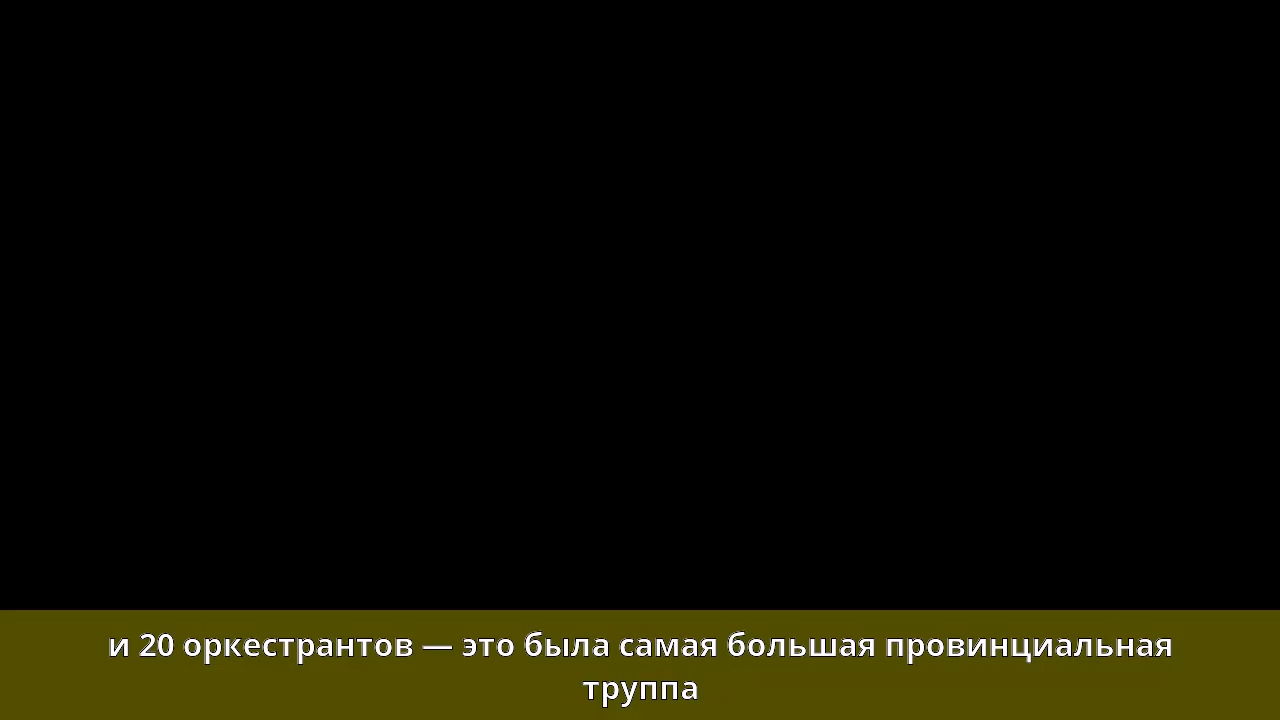 и 20 оркестрантов — это была самая большая провинциальная
труппа